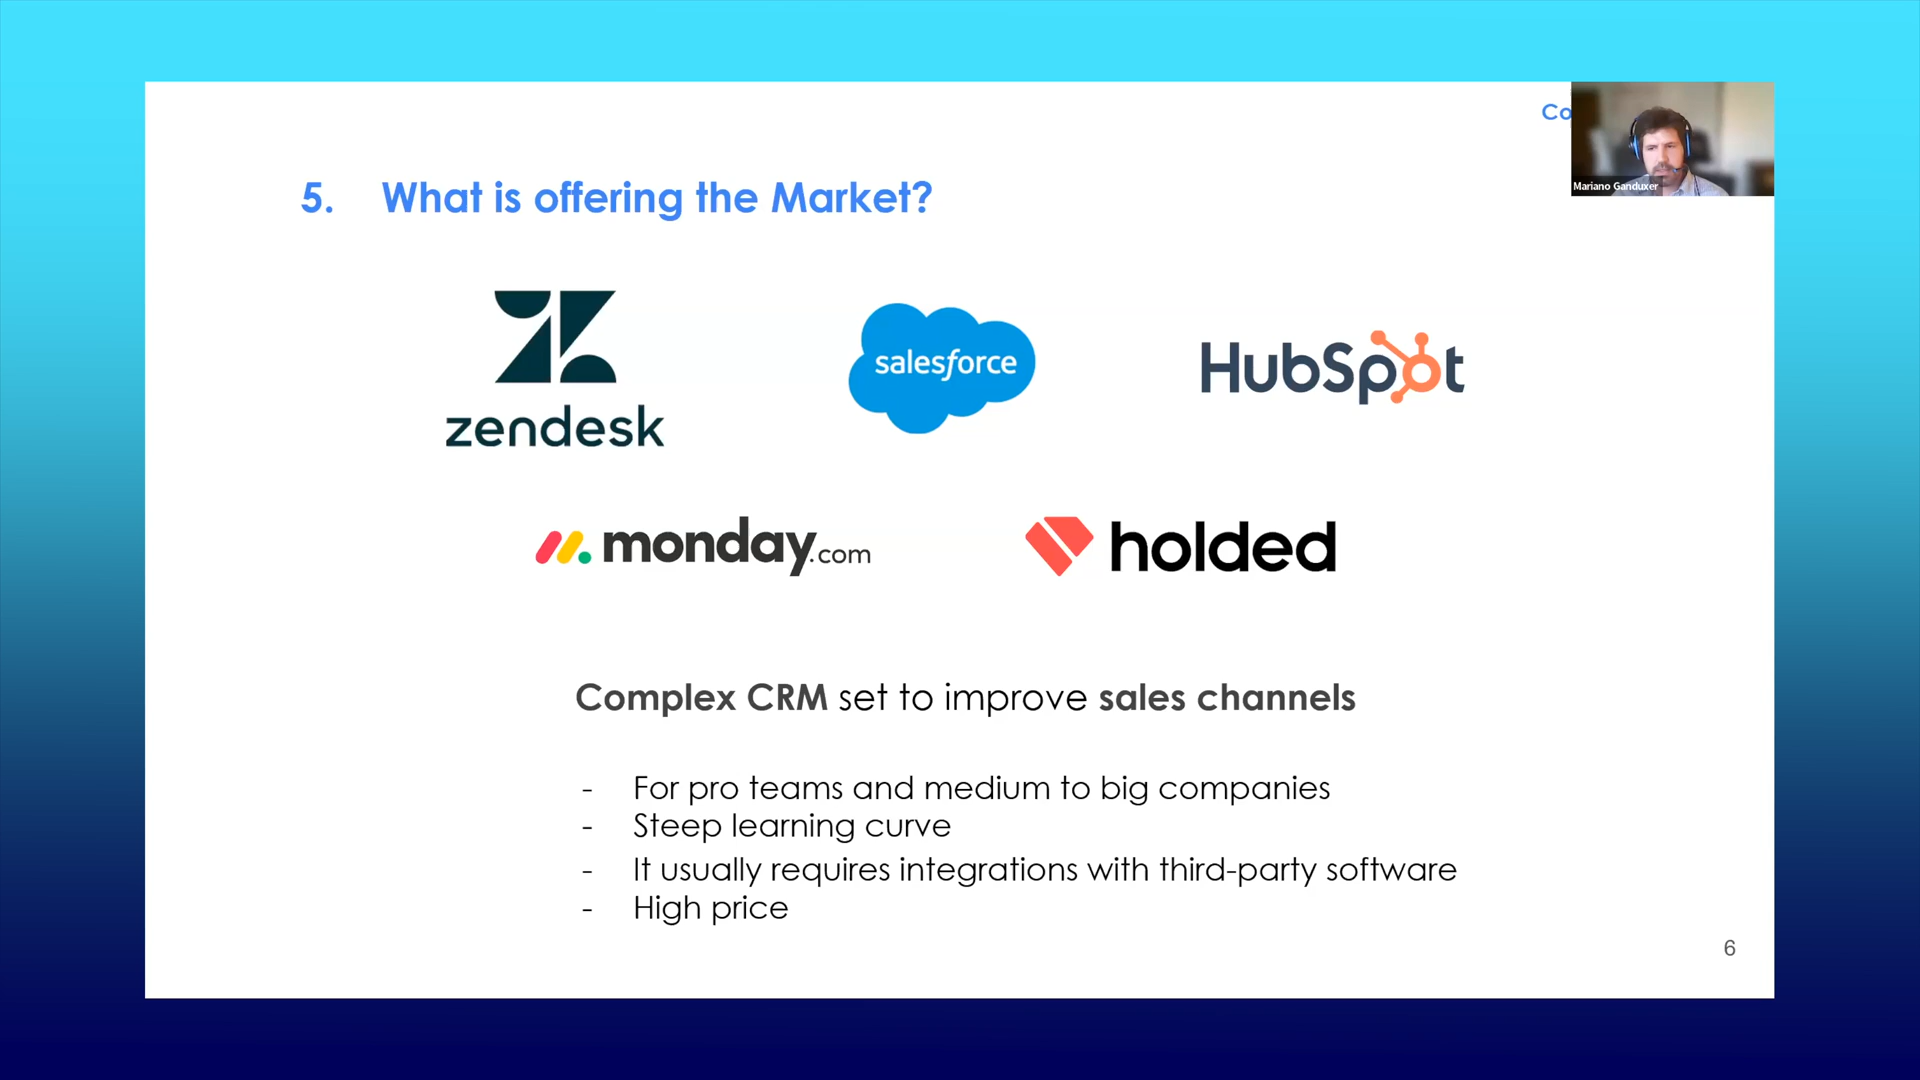 Co
Mariano Ganduxer
5. What is offering the Market?
zendesk
salesforce
HubSpot
monday.com
holded
Complex CRM set to improve sales channels
- For pro teams and medium to big companies
- Steep learning curve
- It usually requires integrations with third-party software
- High price
6